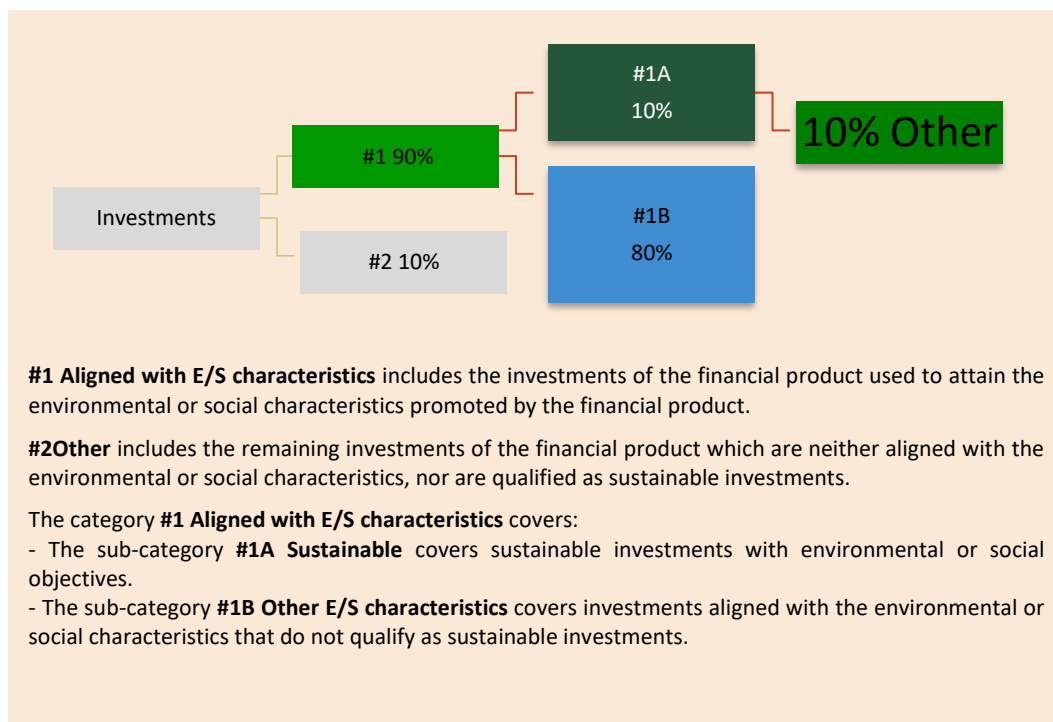 #1A
10%
10% Other
#1 90%
Investments
#1B
80%
#2 10%
#1 Aligned with E/S characteristics includes the investments of the financial product used to attain the
environmental or social characteristics promoted by the financial product.
#2Other includes the remaining investments of the financial product which are neither aligned with the
environmental or social characteristics, nor are qualified as sustainable investments.
The category #1 Aligned with E/S characteristics covers:
- The sub-category #1A Sustainable covers sustainable investments with environmental or social
objectives.
- The sub-category #1B Other E/S characteristics covers investments aligned with the environmental or
social characteristics that do not qualify as sustainable investments.